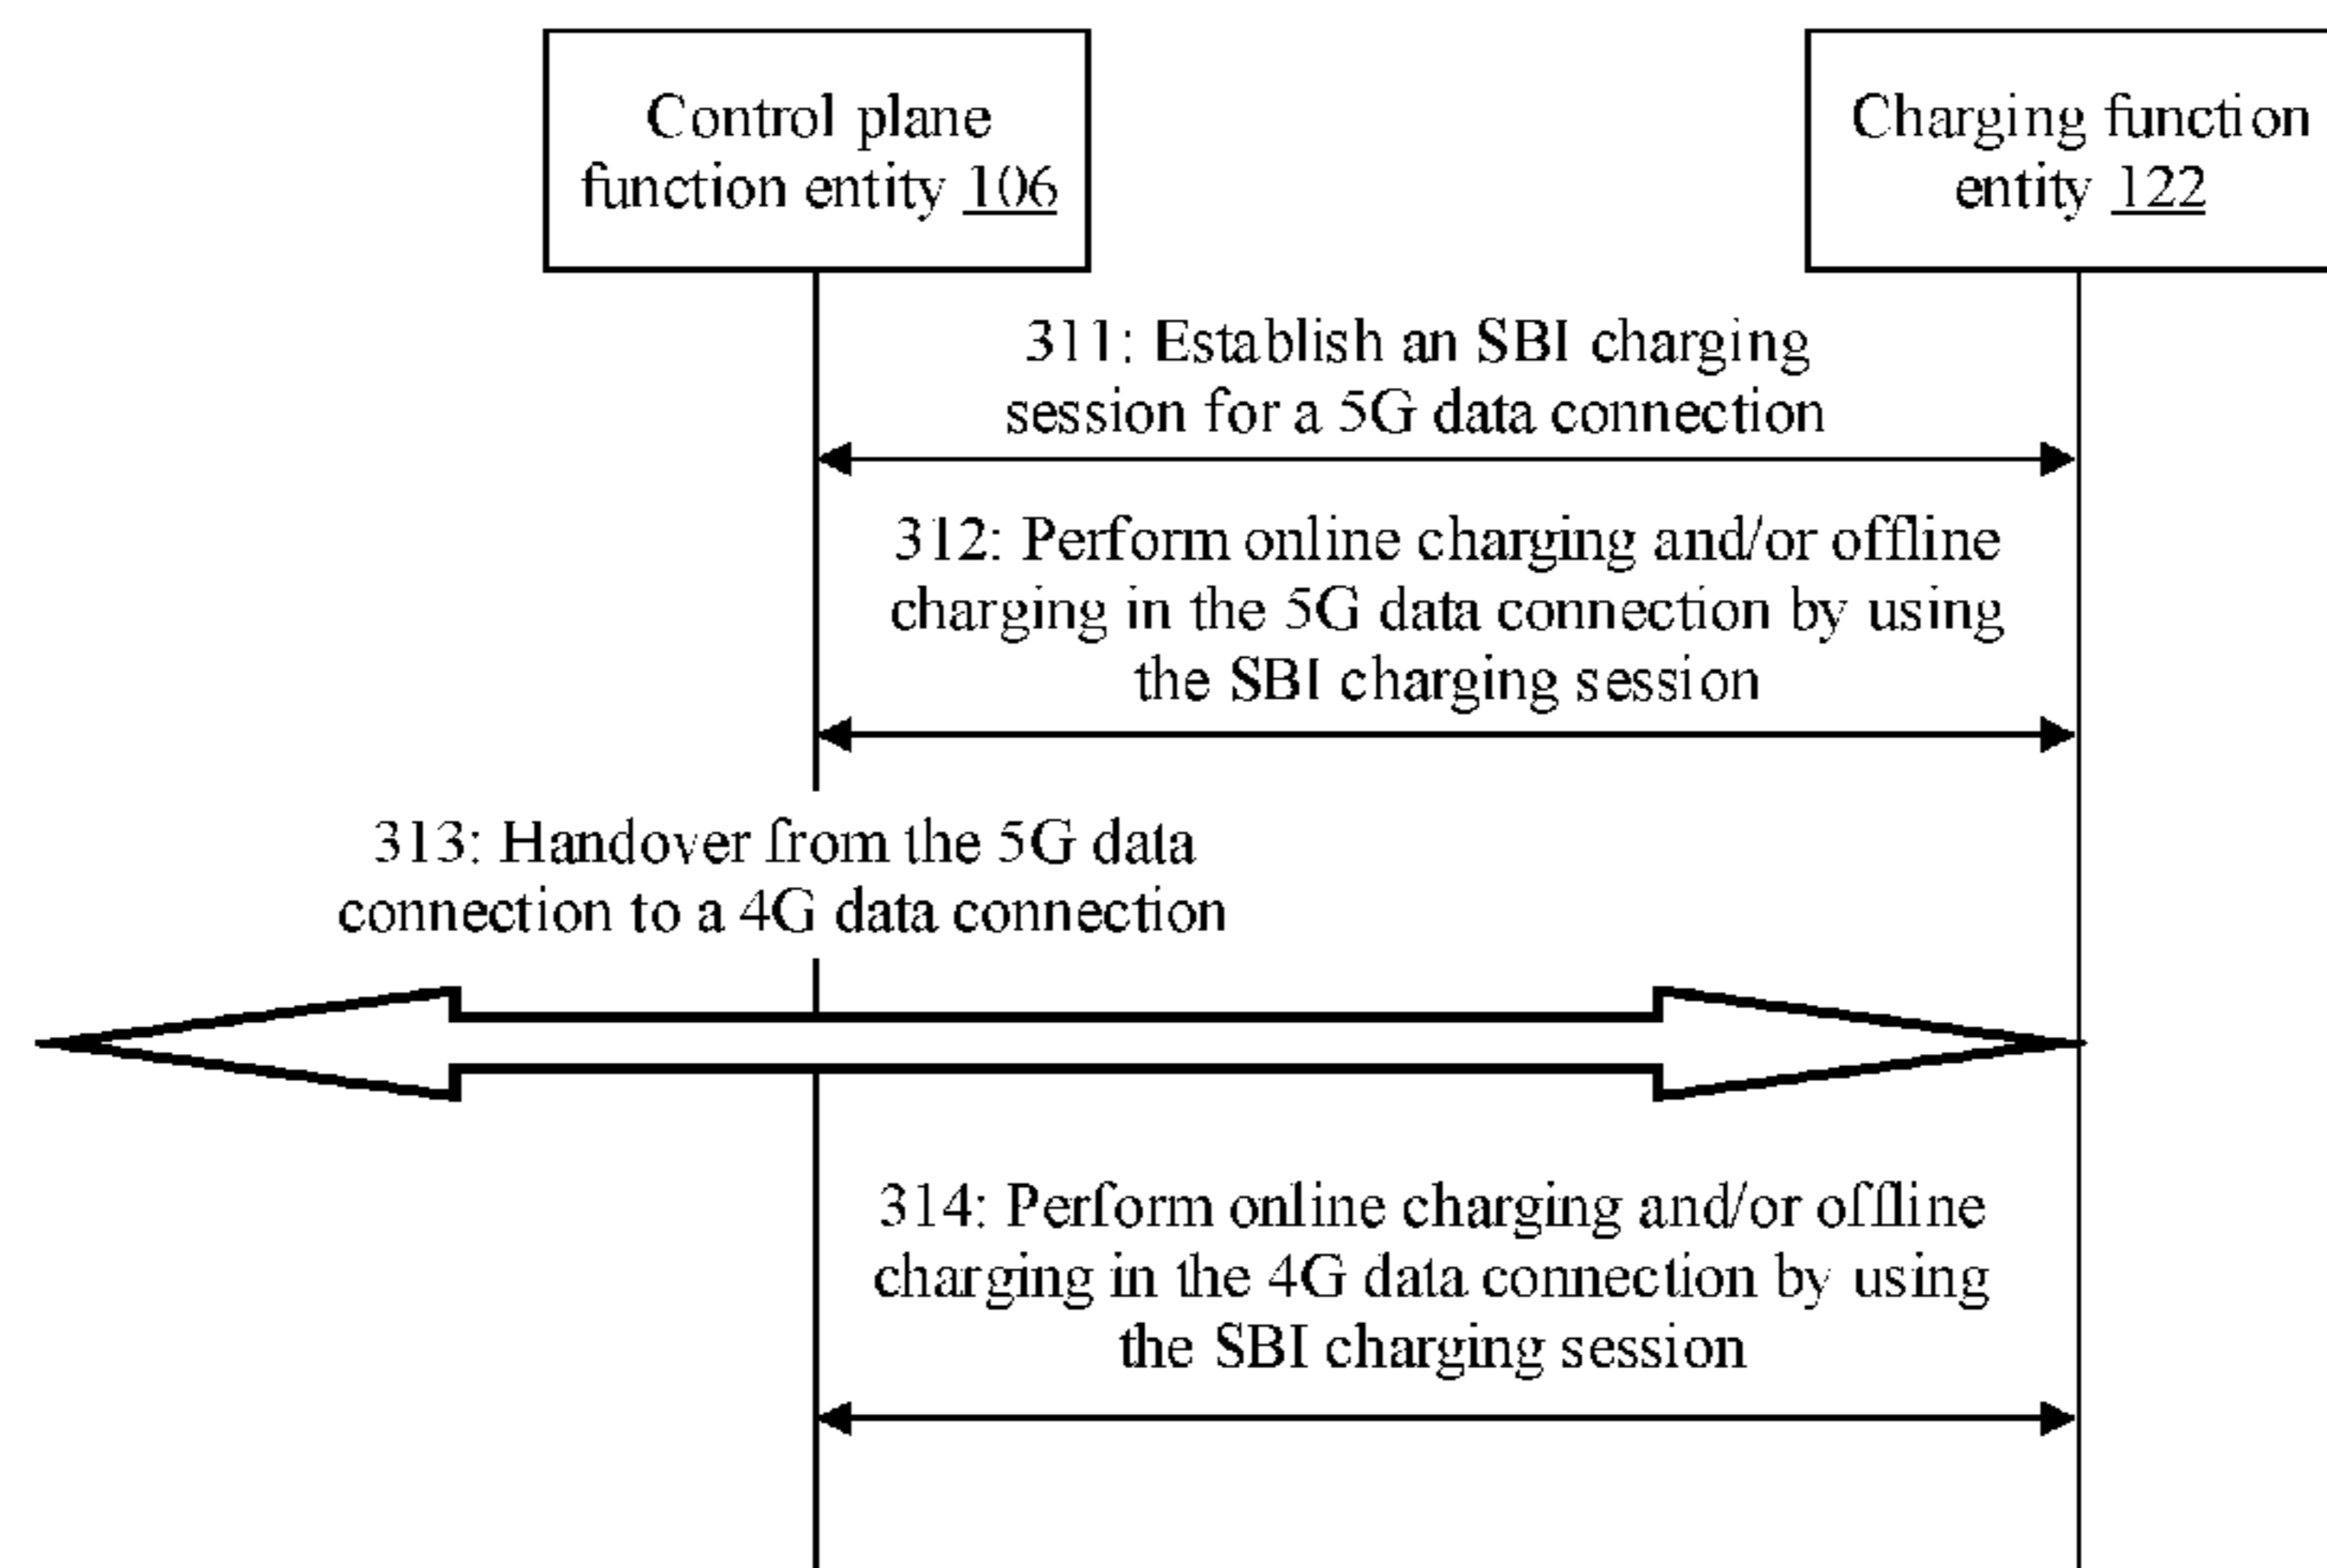 Control plane
function entity 106
Charging function
entity 122
311: Establish an SBI charging
session for a 5G data connection
312: Perform online charging and/or offline
charging in the 5G data connection by using
the SBI charging session
313: Handover from the 5G data
connection to a 4G data connection
314: Perform online charging and/or offline
charging in the 4G data connection by using
the SBI charging session